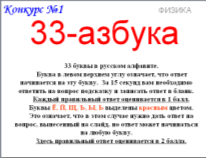 Конкурс №1
ФИЗИКА
33-азбука
33 буквы в русском алфавите.
Буква в левом верхнем углу означает, что ответ
начинается на эту букву. За 15 секунд вам необходимо
ответить на вопрос подсказку и записать ответ в бланк.
Каждый правильный ответ оценивается в 1 балл.
Буквы Ё, Й, Щ, Ъ, Ы, Ь выделены красным цветом.
Это означает, что в этом случае нужно дать ответ на
вопрос, вынесенный на слайд, но ответ может начинаться
на любую букву.
Здесь правильный ответ оценивается в 2 балла.